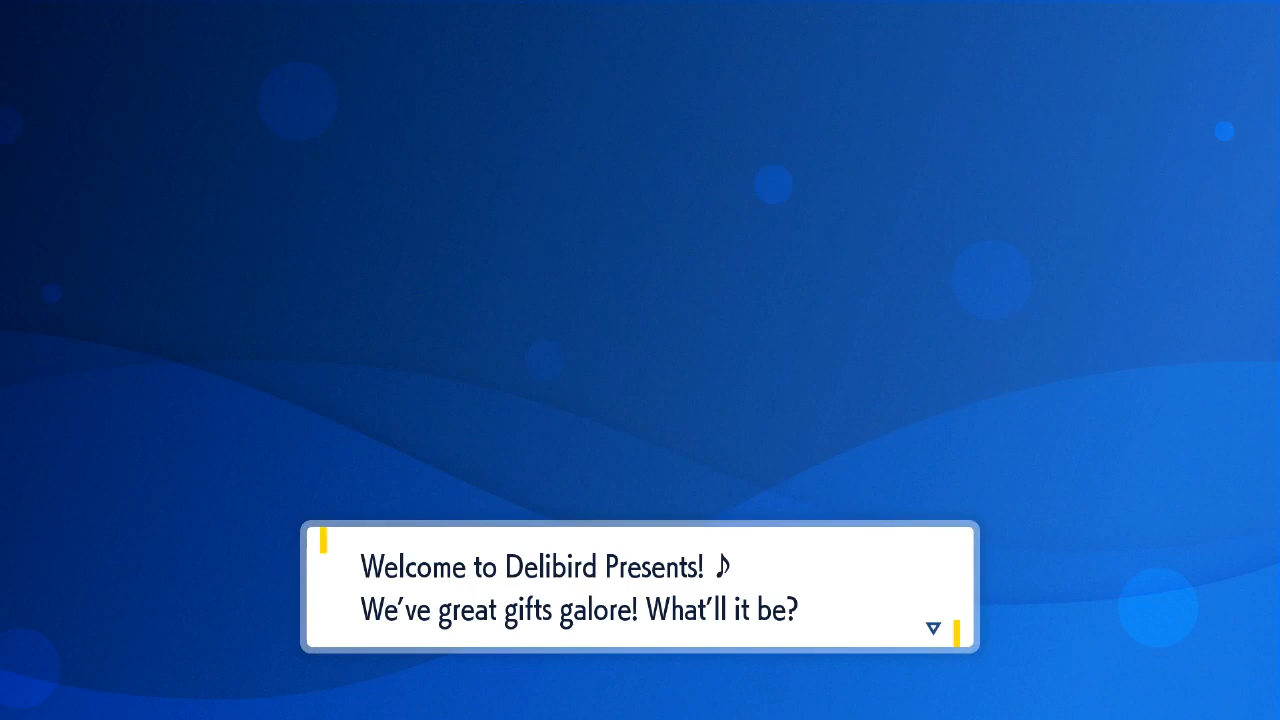 Welcome to Delibird Presents! ♪
We've great gifts galore! What'll it be?